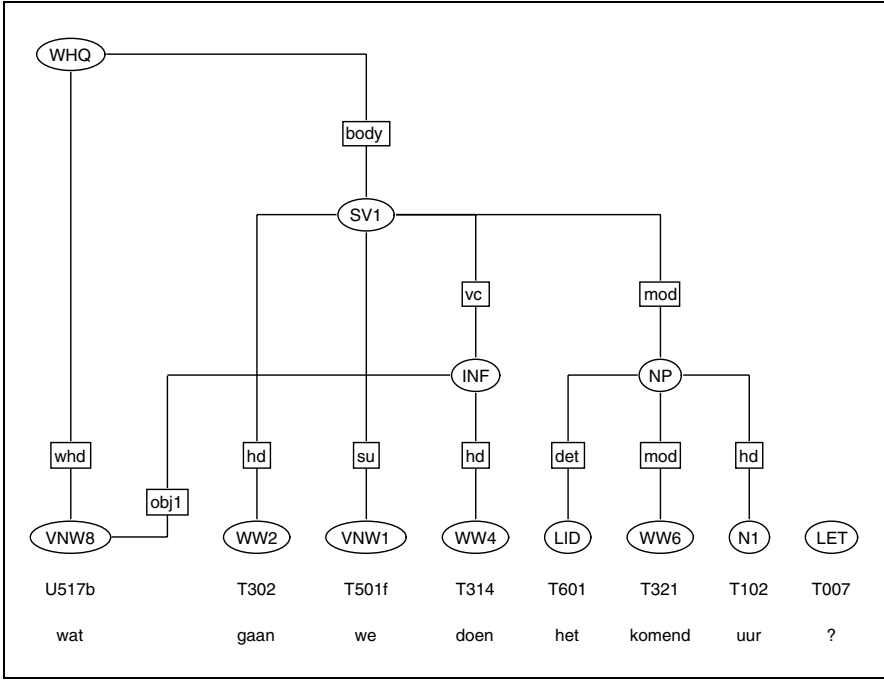 WHQ
body
SV1
vc mod
INF NP
whd hd su hd det mod hd
obj1
VNW8 WW2 VNW1 WW4 LID WW6 N1 LET
U517b T302 T501f T314 T601 T321 T102 T007
wat gaan we doen het komend uur ?